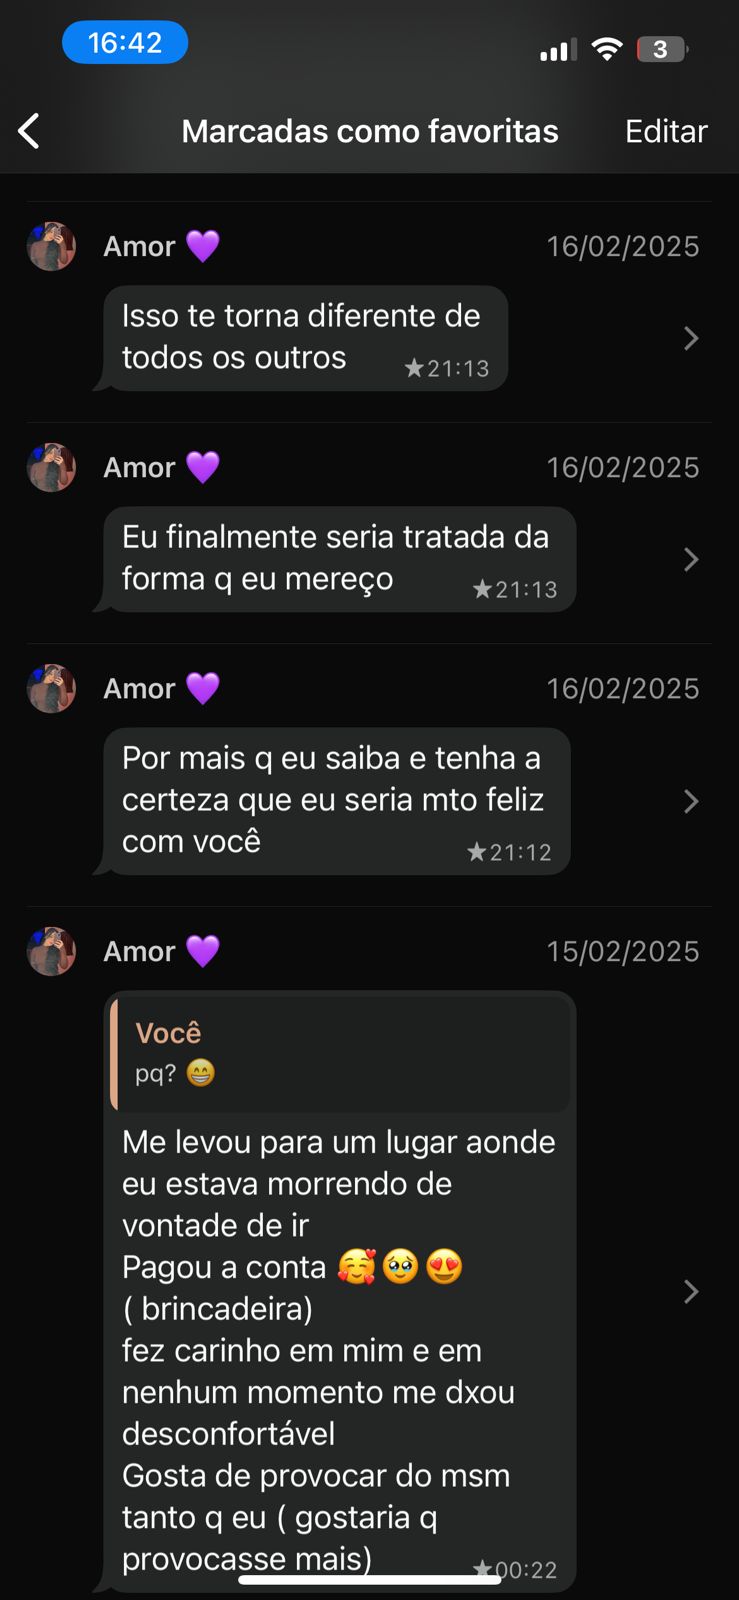 16:42
3
Marcadas como favoritas
Editar
Amor 💜
16/02/2025
Isso te torna diferente de
todos os outros
★21:13
Amor 💜
16/02/2025
Eu finalmente seria tratada da
forma q eu mereço
★21:13
Amor 💜
16/02/2025
Por mais q eu saiba e tenha a
certeza que eu seria mto feliz
com você
★21:12
Amor 💜
15/02/2025
Você
pq? 😁
Me levou para um lugar aonde
eu estava morrendo de
vontade de ir
Pagou a conta 🥰🥹😍
( brincadeira)
fez carinho em mim e em
nenhum momento me dxou
desconfortável
Gosta de provocar do msm
tanto q eu ( gostaria q
provocasse mais)
★00:22